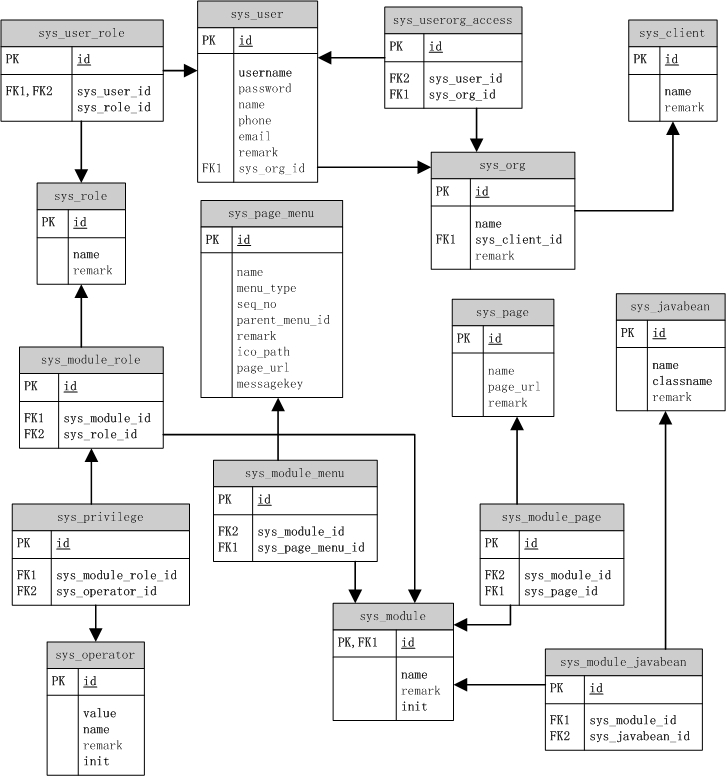 sys_user_role
PK id
FK1,FK2 sys_user_id
sys_role_id
sys_user
PK id
username
password
name
phone
email
remark
FK1 sys_org_id
sys_userorg_access
PK id
FK2 sys_user_id
FK1 sys_org_id
sys_client
PK id
name
remark
sys_role
PK id
name
remark
sys_page_menu
PK id
name
menu_type
seq_no
parent_menu_id
remark
ico_path
page_url
messagekey
sys_org
PK id
name
FK1 sys_client_id
remark
sys_page
PK id
name
page_url
remark
sys_javabean
PK id
name
classname
remark
sys_module_role
PK id
FK1 sys_module_id
FK2 sys_role_id
sys_module_menu
PK id
FK2 sys_module_id
FK1 sys_page_menu_id
sys_privilege
PK id
FK1 sys_module_role_id
FK2 sys_operator_id
sys_module_page
PK id
FK2 sys_module_id
FK1 sys_page_id
sys_module
PK,FK1 id
name
remark
init
sys_operator
PK id
value
name
remark
init
sys_module_javabean
PK id
FK1 sys_module_id
FK2 sys_javabean_id